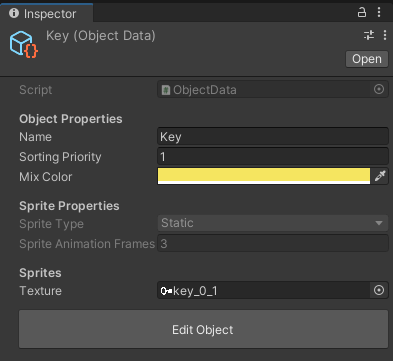 Inspector
Key (Object Data)
Open
Script ObjectData
Object Properties
Name Key
Sorting Priority 1
Mix Color
Sprite Properties
Sprite Type Static
Sprite Animation Frames 3
Sprites
Texture key_0_1
Edit Object